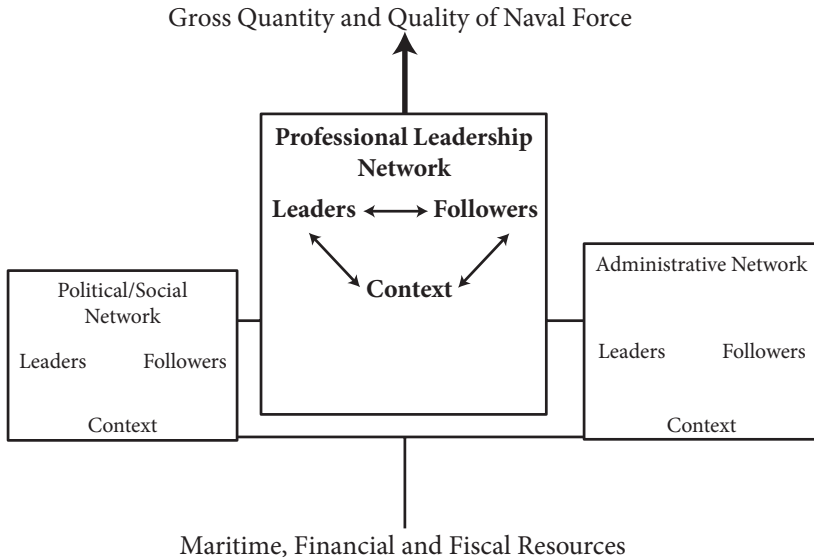 Gross Quantity and Quality of Naval Force
Professional Leadership
Network
Leaders Followers
Context
Political/Social
Network
Leaders Followers
Context
Administrative Network
Leaders Followers
Context
Maritime, Financial and Fiscal Resources